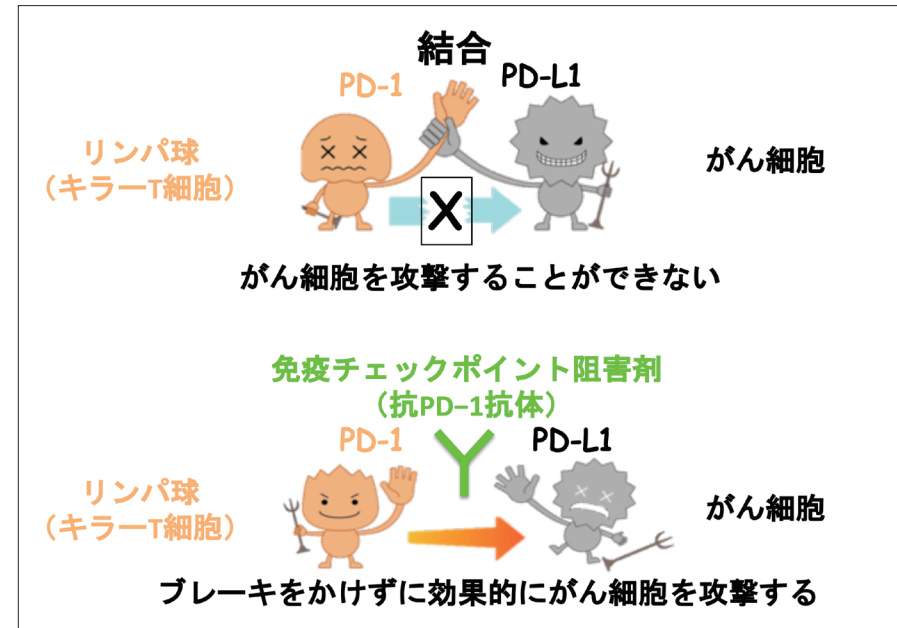 結合
PD-1
PD-L1
リンパ球
（キラーT細胞）
がん細胞
X
がん細胞を攻撃することができない
免疫チェックポイント阻害剤
（抗PD-1抗体）
PD-1
PD-L1
リンパ球
（キラーT細胞）
がん細胞
ブレーキをかけずに効果的にがん細胞を攻撃する